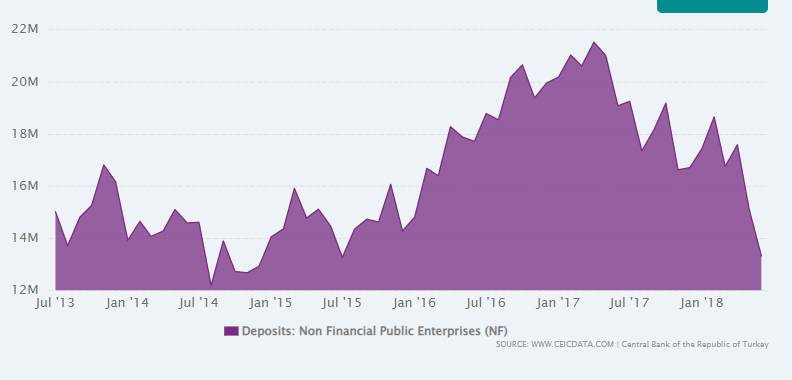 22M
20M
18M
16M
14M
12M
Jul '13 Jan '14 Jul '14 Jan '15 Jul '15 Jan '16 Jul '16 Jan '17 Jul '17 Jan '18
Deposits: Non Financial Public Enterprises (NF)
SOURCE: WWW.CEICDATA.COM | Central Bank of the Republic of Turkey